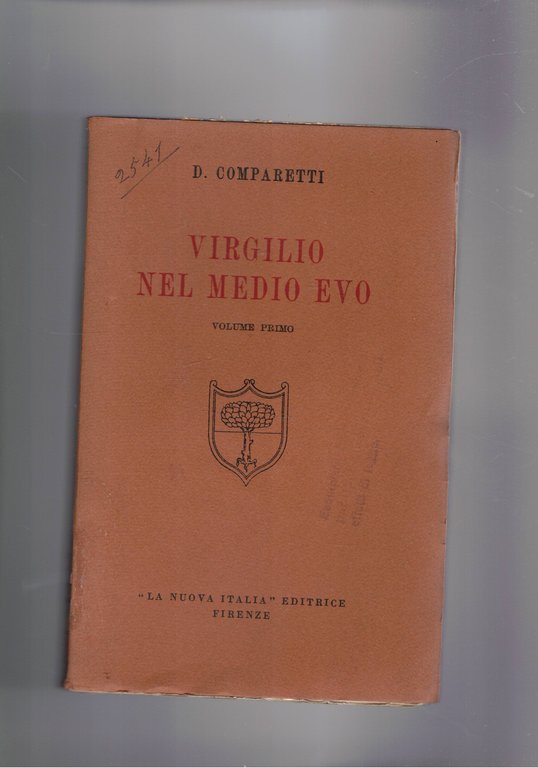 2541
D. COMPARETTI
VIRGILIO
NEL MEDIO EVO
VOLUME PRIMO
"LA NUOVA ITALIA" EDITRICE
FIRENZE